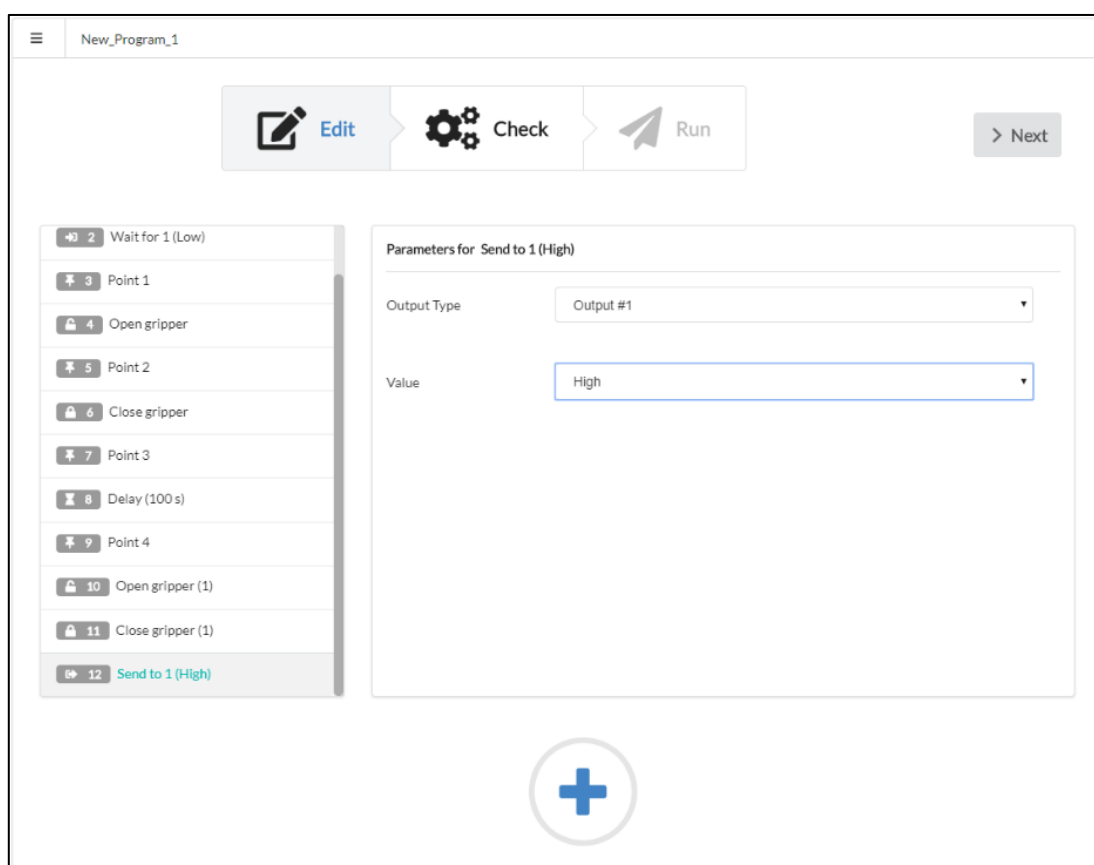 New_Program_1
Edit
Check
Run
Next
2 Wait for 1 (Low)
3 Point 1
4 Open gripper
5 Point 2
6 Close gripper
7 Point 3
8 Delay (100 s)
9 Point 4
10 Open gripper (1)
11 Close gripper (1)
12 Send to 1 (High)
Parameters for Send to 1 (High)
Output Type
Output #1
Value
High